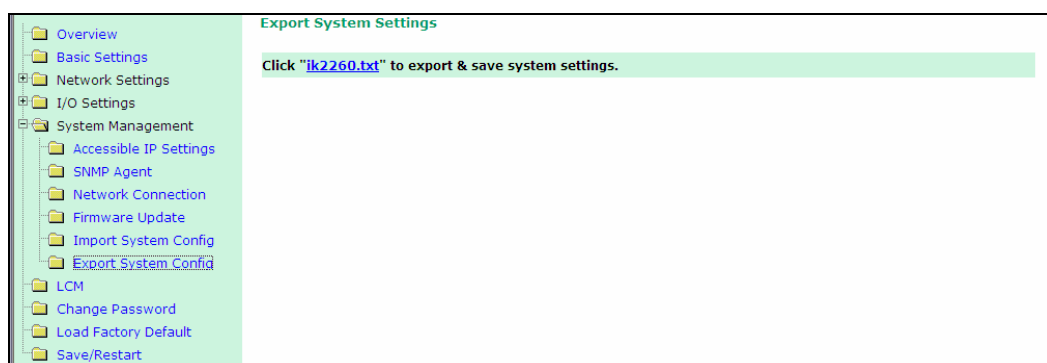 Overview
Basic Settings
Network Settings
I/O Settings
System Management
Accessible IP Settings
SNMP Agent
Network Connection
Firmware Update
Import System Config
Export System Config
LCM
Change Password
Load Factory Default
Save/Restart
Export System Settings
Click "ik2260.txt" to export & save system settings.